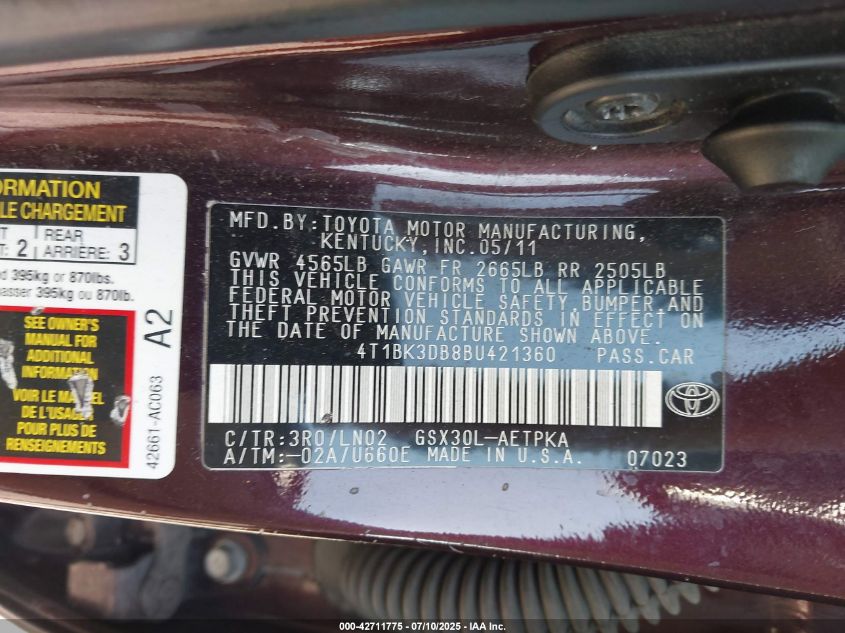 ORMATION
LE CHARGEMENT
T 2 REAR
ARRIÈRE: 3
395kg or 870lbs.
asser 395kg ou 870lb.
SEE OWNER'S
MANUAL FOR
ADDITIONAL
INFORMATION
VOIR LE
DE L'USAGER
POUR
RENSEIGNEMENTS
42661-AC063 A2
MFD.BY:TOYOTA MOTOR MANUFACTURING,
KENTUCKY, INC.05/11
GVWR 4565LB GAWR FR 2665LB RR 2505LB
THIS VEHICLE CONFORMS TO ALL APPLICABLE
FEDERAL MOTOR VEHICLE SAFETY, BUMPER, AND
THEFT PREVENTION STANDARDS IN EFFECT ON
THE DATE OF MANUFACTURE SHOWN ABOVE.
4T1BK3DB8BU421360 PASS.CAR
C/TR:3R0/LN02 GSX30L-AETPKA
A/TM:-02A/U660E MADE IN U.S.A. 07023
000-42711775 - 07/10/2025 - IAA Inc.